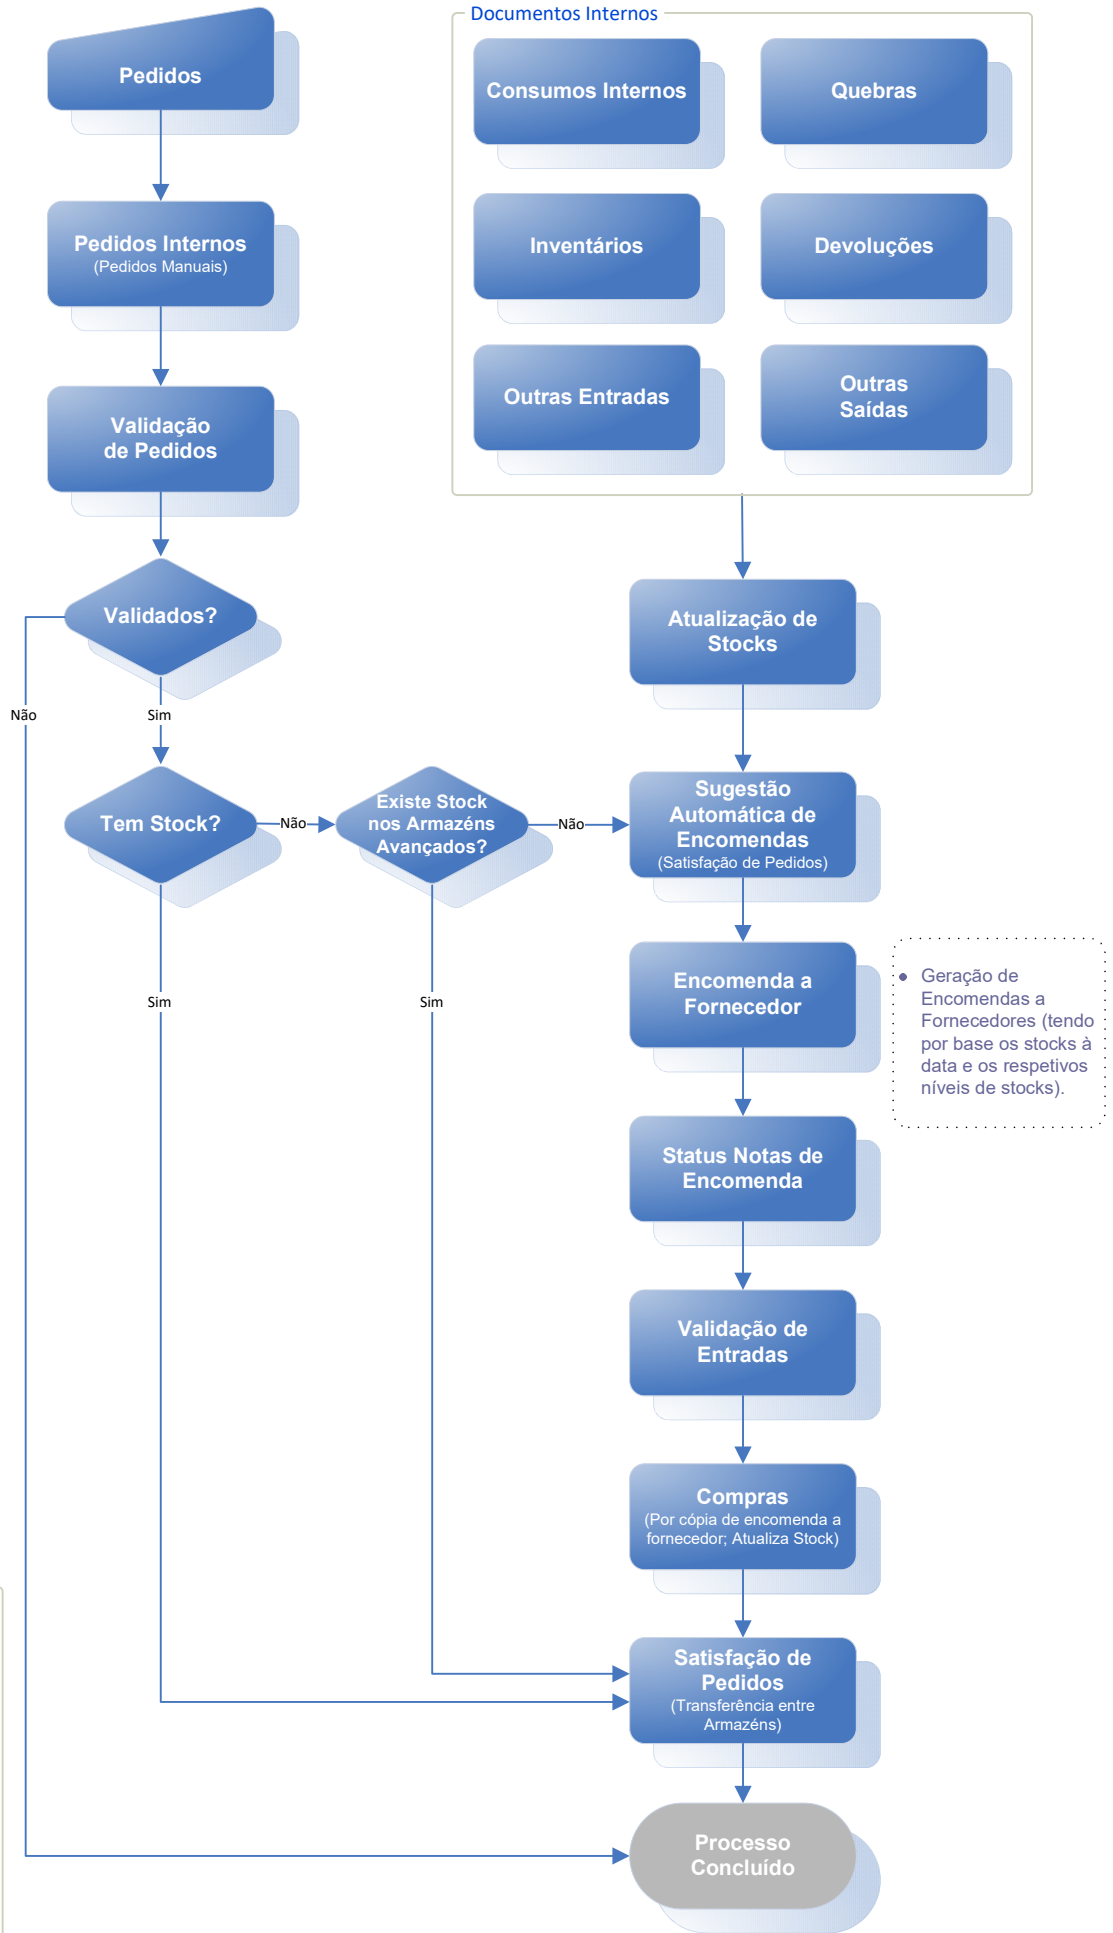 Documentos Internos
Pedidos
Consumos Internos
Quebras
Pedidos Internos
(Pedidos Manuais)
Inventários
Devoluções
Validação
de Pedidos
Outras Entradas
Outras
Saídas
Validados?
Atualização de
Stocks
Não
Sim
Tem Stock?
Não
Existe Stock
nos Armazéns
Avançados?
Não
Sugestão
Automática de
Encomendas
(Satisfação de Pedidos)
Sim
Sim
Encomenda a
Fornecedor
• Geração de
Encomendas a
Fornecedores (tendo
por base os stocks à
data e os respetivos
níveis de stocks).
Status Notas de
Encomenda
Validação de
Entradas
Compras
(Por cópia de encomenda a
fornecedor; Atualiza Stock)
Satisfação de
Pedidos
(Transferência entre
Armazéns)
Processo
Concluído